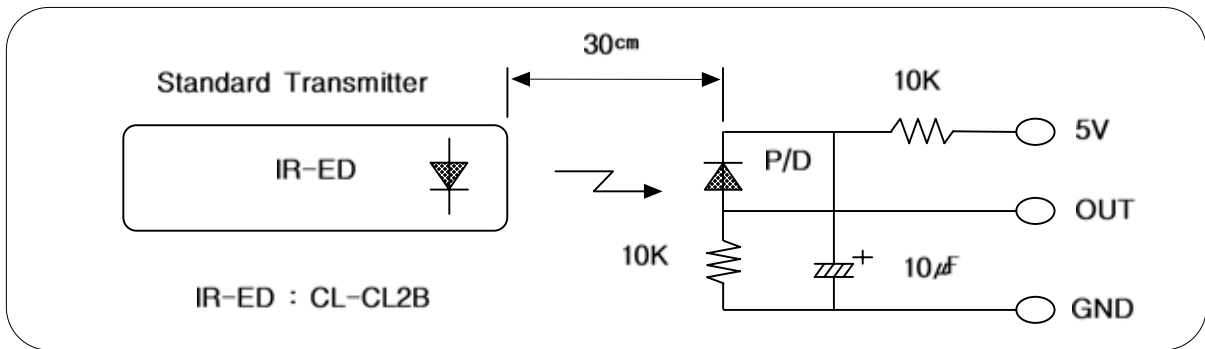 30cm
Standard Transmitter
10K
5V
P/D
IR-ED
OUT
10K
10µF
IR-ED : CL-CL2B
GND